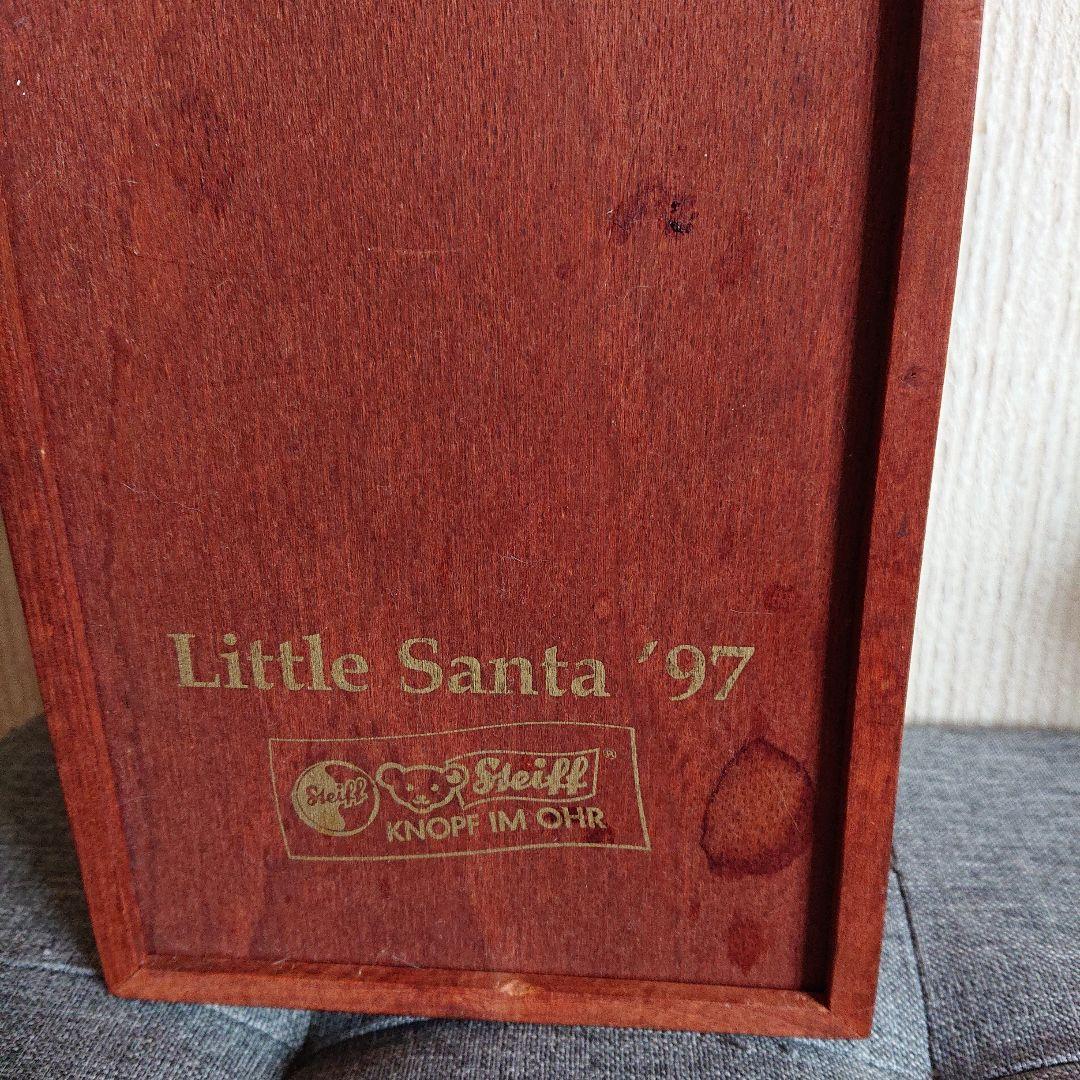 Little Santa '97
Steiff Steiff®
KNOPF IM OHR